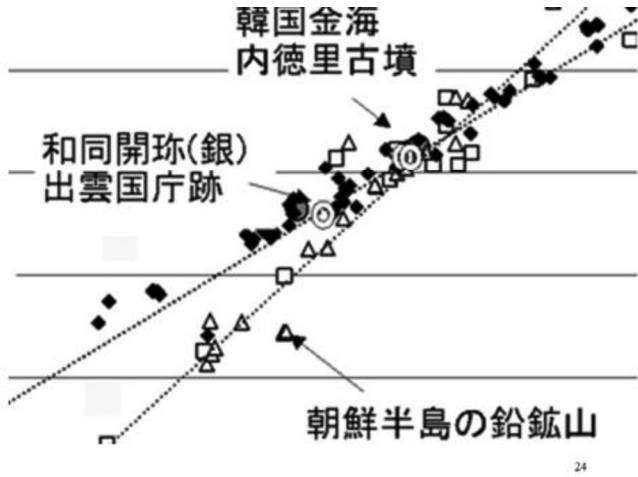 韓国金海
内徳里古墳
和同開珎(銀)
出雲国庁跡
朝鮮半島の鉛鉱山
24